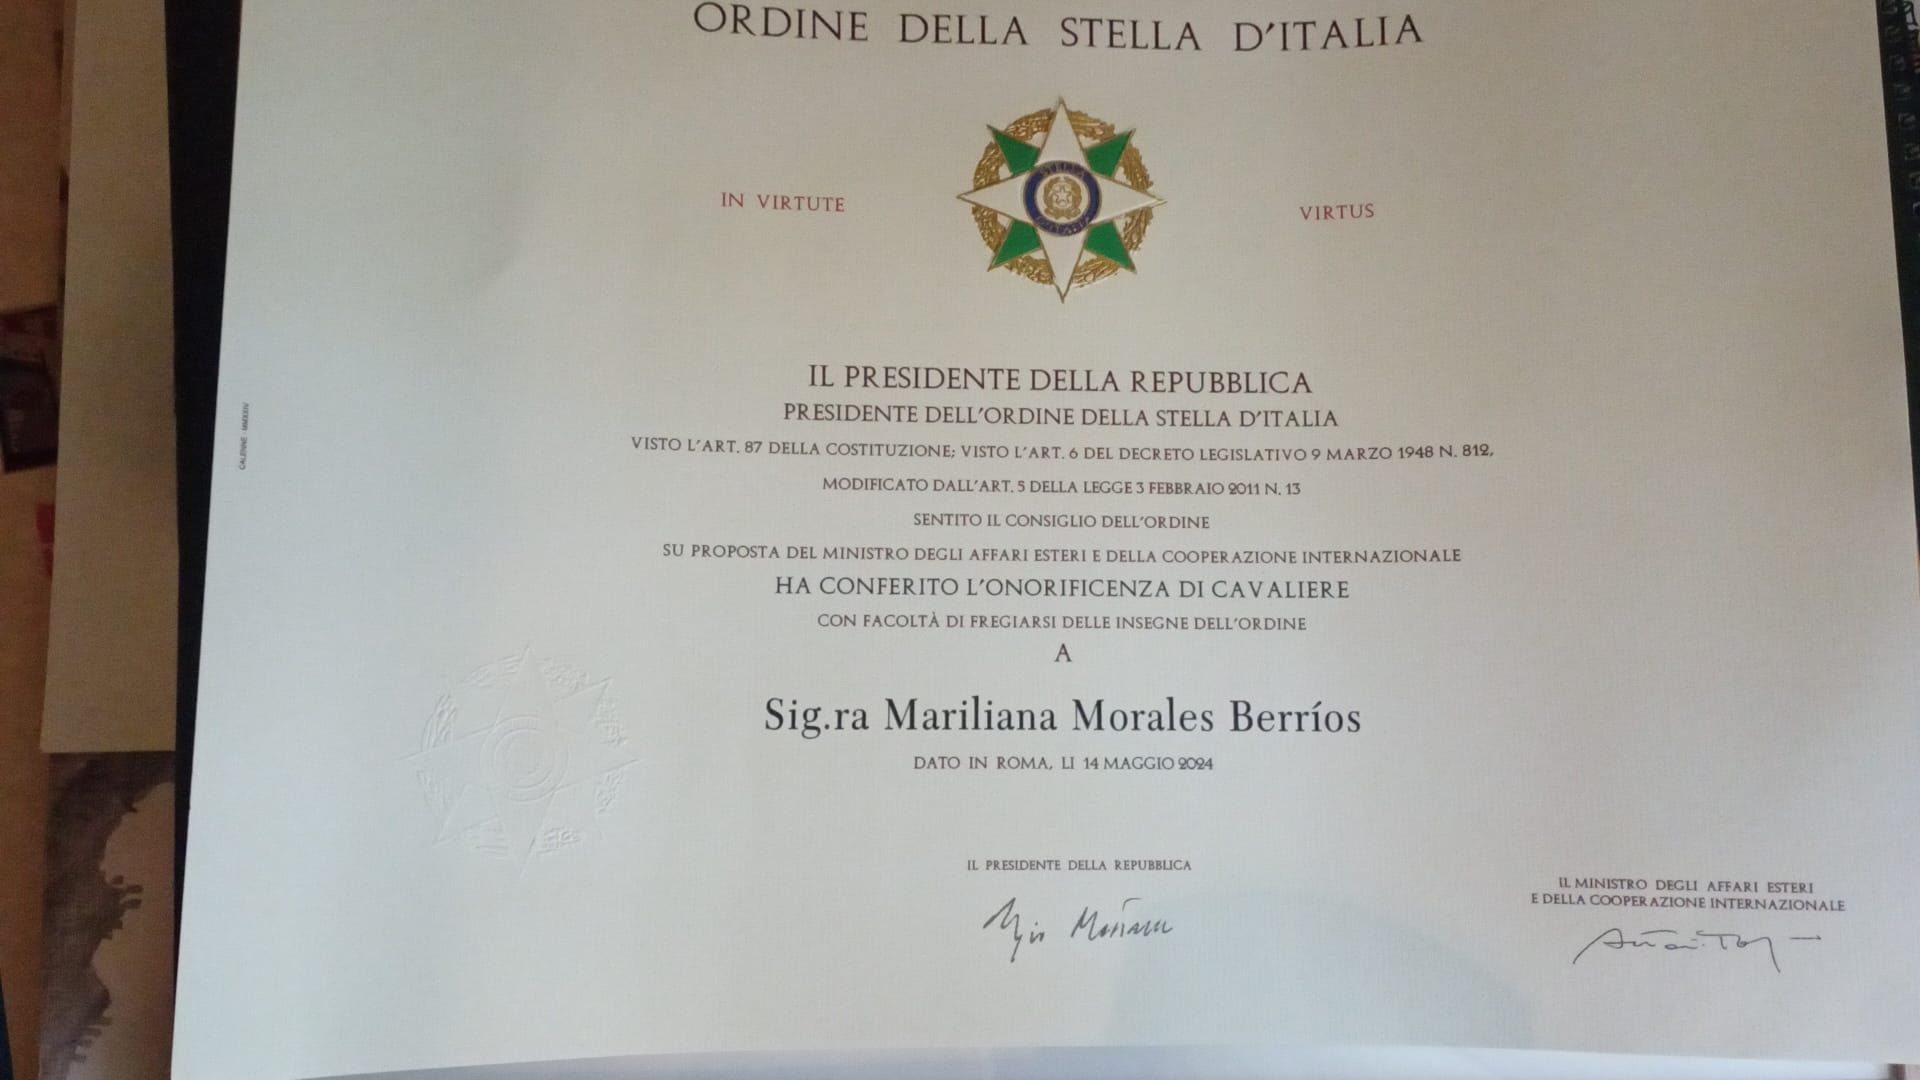 ORDINE DELLA STELLA D'ITALIA
IN VIRTUTE
STELLA
D'ITALIA
VIRTUS
IL PRESIDENTE DELLA REPUBBLICA
PRESIDENTE DELL'ORDINE DELLA STELLA D'ITALIA
VISTO L'ART. 87 DELLA COSTITUZIONE; VISTO L'ART. 6 DEL DECRETO LEGISLATIVO 9 MARZO 1948 N. 812,
MODIFICATO DALL'ART. 5 DELLA LEGGE 3 FEBBRAIO 2011 N. 13
SENTITO IL CONSIGLIO DELL'ORDINE
SU PROPOSTA DEL MINISTRO DEGLI AFFARI ESTERI E DELLA COOPERAZIONE INTERNAZIONALE
HA CONFERITO L'ONORIFICENZA DI CAVALIERE
CON FACOLTÀ DI FREGIARSI DELLE INSEGNE DELL'ORDINE
A
Sig.ra Mariliana Morales Berríos
DATO IN ROMA, LI 14 MAGGIO 2024
IL PRESIDENTE DELLA REPUBBLICA
IL MINISTRO DEGLI AFFARI ESTERI
E DELLA COOPERAZIONE INTERNAZIONALE
CALENNE - MMXXIV